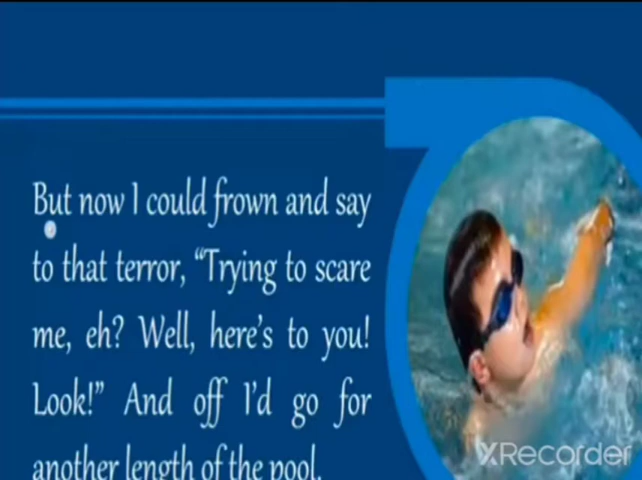 But now I could frown and say
to that terror, “Trying to scare
me, eh? Well, here’s to you!
Look!” And off I’d go for
another length of the pool.
XRecorder